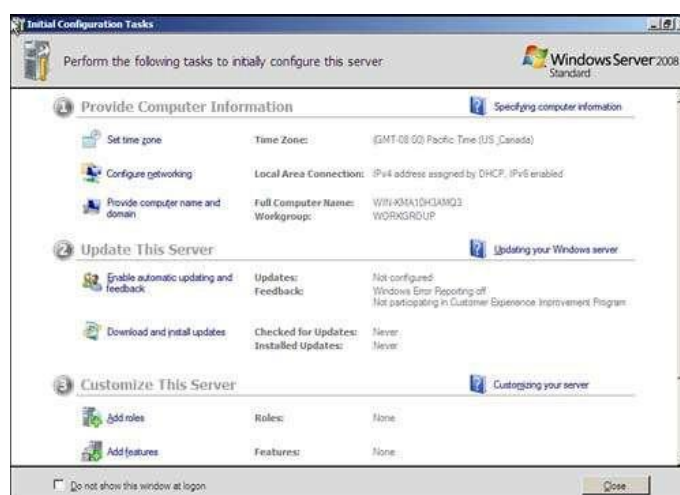 Initial Configuration Tasks
Perform the following tasks to initially configure this server
Windows Server 2008
Standard
1 Provide Computer Information
Specifying computer information
Set time zone Time Zone: (GMT-08:00) Pacific Time (US_Canada)
Configure networking Local Area Connection: IPv4 address assigned by DHCP, IPv6 enabled
Provide computer name and domain Full Computer Name: WIN-KMA10H3AMQ3
Workgroup: WORKGROUP
2 Update This Server
Updating your Windows server
Enable automatic updating and feedback Updates: Not configured
Feedback: Windows Error Reporting off
Not participating in Customer Experience Improvement Program
Download and install updates Checked for Updates: Never
Installed Updates: Never
3 Customize This Server
Customizing your server
Add roles Roles: None
Add features Features: None
Do not show this window at logon
Close